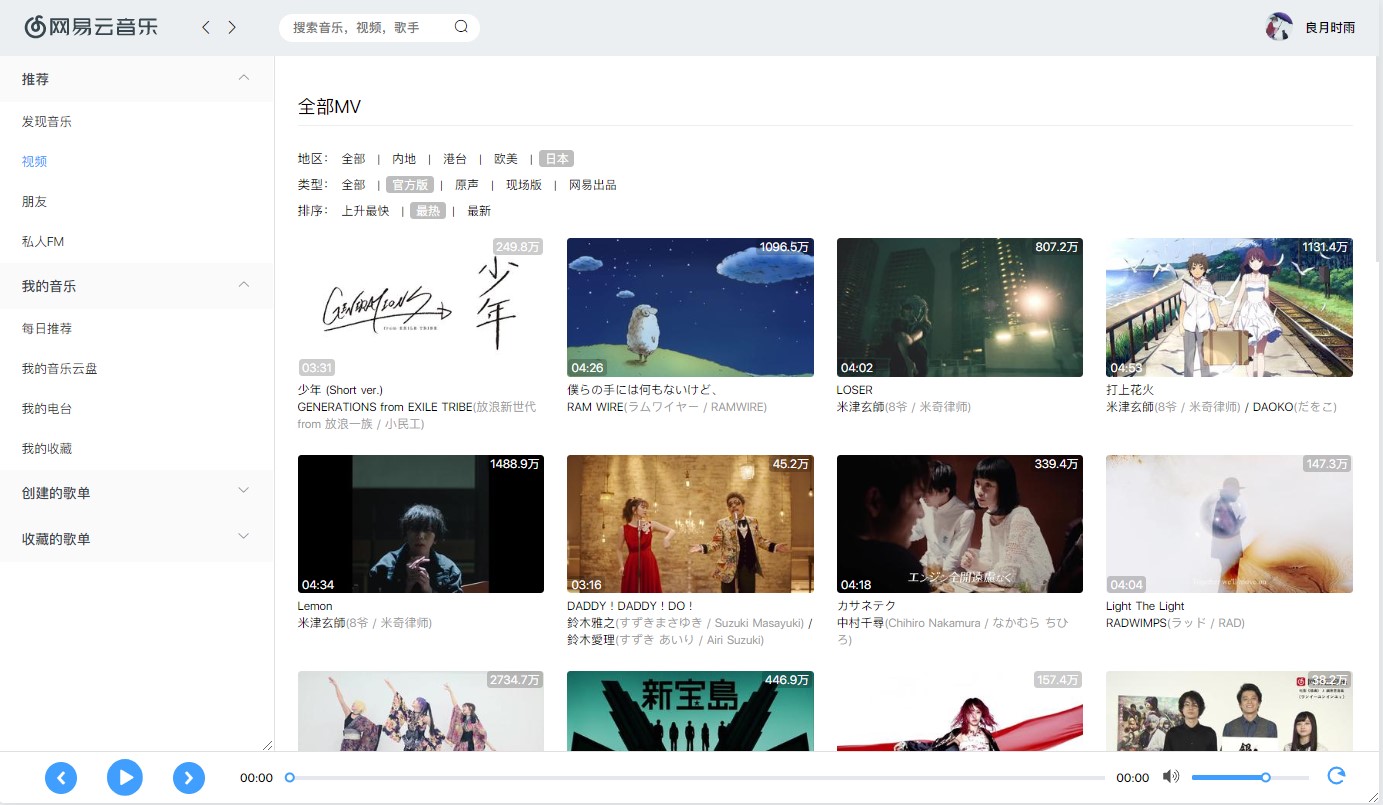 网易云音乐
搜索音乐，视频，歌手
良月时雨
推荐
发现音乐
视频
朋友
私人FM
我的音乐
每日推荐
我的音乐云盘
我的电台
我的收藏
创建的歌单
收藏的歌单
全部MV
地区： 全部 | 内地 | 港台 | 欧美 | 日本
类型： 全部 | 官方版 | 原声 | 现场版 | 网易出品
排序： 上升最快 | 最热 | 最新
249.8万
少年
GENERATIONS
from EXILE TRIBE
03:31
少年 (Short ver.)
GENERATIONS from EXILE TRIBE(放浪新世代
from 放浪一族 / 小民工)
1096.5万
04:26
僕らの手には何もないけど、
RAM WIRE(ラムワイヤー / RAMWIRE)
807.2万
04:02
LOSER
米津玄師(8爷 / 米奇律师)
1131.4万
04:53
打上花火
米津玄師(8爷 / 米奇律师) / DAOKO(だをこ)
1488.9万
04:34
Lemon
米津玄師(8爷 / 米奇律师)
45.2万
03:16
DADDY ! DADDY ! DO !
鈴木雅之(すずきまさゆき / Suzuki Masayuki) /
鈴木愛理(すずき あいり / Airi Suzuki)
339.4万
エンジン全開遠慮なく
04:18
カサネテク
中村千尋(Chihiro Nakamura / なかむら ちひ
ろ)
147.3万
04:04
Light The Light
RADWIMPS(ラッド / RAD)
2734.7万
446.9万
新宝島
157.4万
38.2万
00:00
00:00